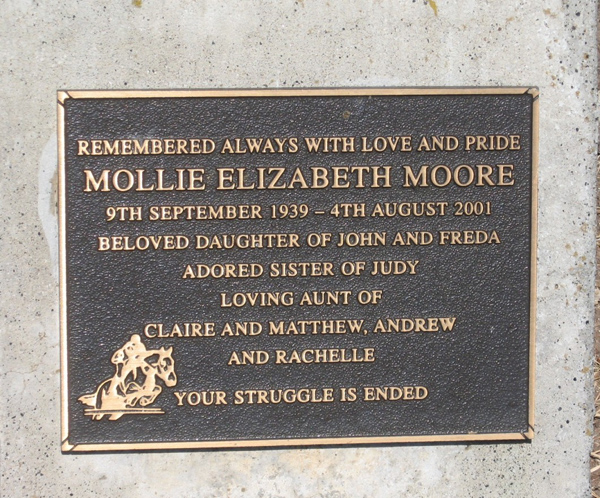 REMEMBERED ALWAYS WITH LOVE AND PRIDE
MOLLIE ELIZABETH MOORE
9TH SEPTEMBER 1939 – 4TH AUGUST 2001
BELOVED DAUGHTER OF JOHN AND FREDA
ADORED SISTER OF JUDY
LOVING AUNT OF
CLAIRE AND MATTHEW, ANDREW
AND RACHELLE
YOUR STRUGGLE IS ENDED